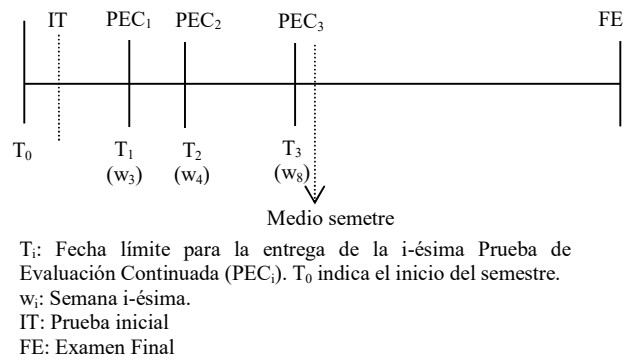 IT PEC₁ PEC₂ PEC₃ FE
T₀ T₁ T₂ T₃
(w₃) (w₄) (w₈)
Medio semetre
Tᵢ: Fecha límite para la entrega de la i-ésima Prueba de
Evaluación Continuada (PECᵢ). T₀ indica el inicio del semestre.
wᵢ: Semana i-ésima.
IT: Prueba inicial
FE: Examen Final